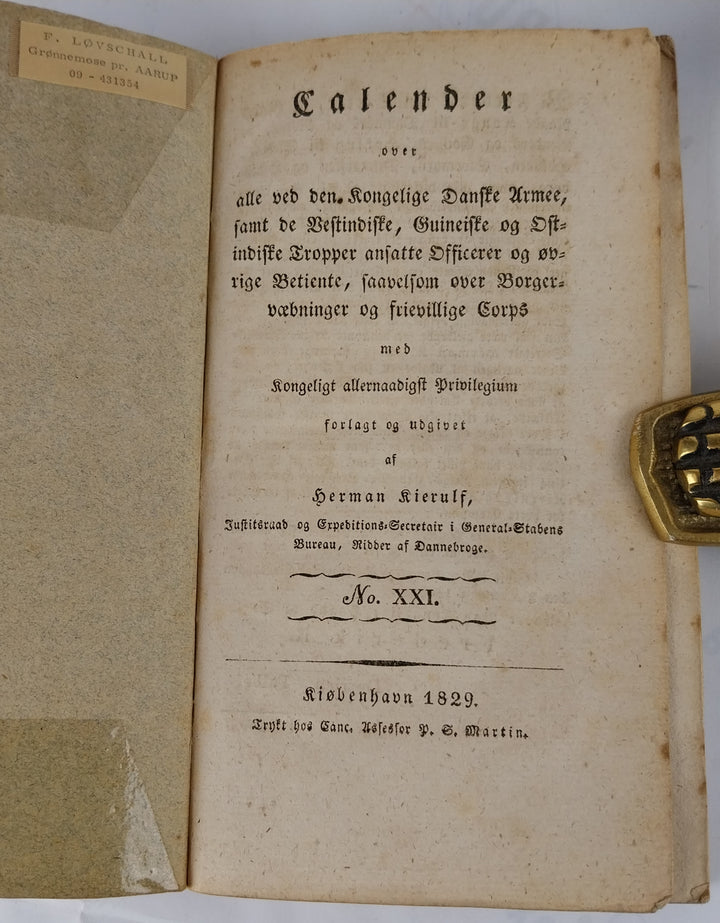 F. LØVSCHALL
Grønnemose pr. AARUP
09 - 431354
Calender
over
alle ved den Kongelige Danske Armee,
samt de Vestindiske, Guineiske og Ost-
indiske Tropper ansatte Officerer og øv-
rige Betiente, saavelsom over Borger-
væbninger og frievillige Corps
med
Kongeligt allernaadigst Privilegium
forlagt og udgivet
af
Herman Kierulf,
Justitsraad og Expeditions-Secretair i General-Stabens
Bureau, Ridder af Dannebroge.
No. XXI.
Kiøbenhavn 1829.
Trykt hos Canc. Assessor P. S. Martin.